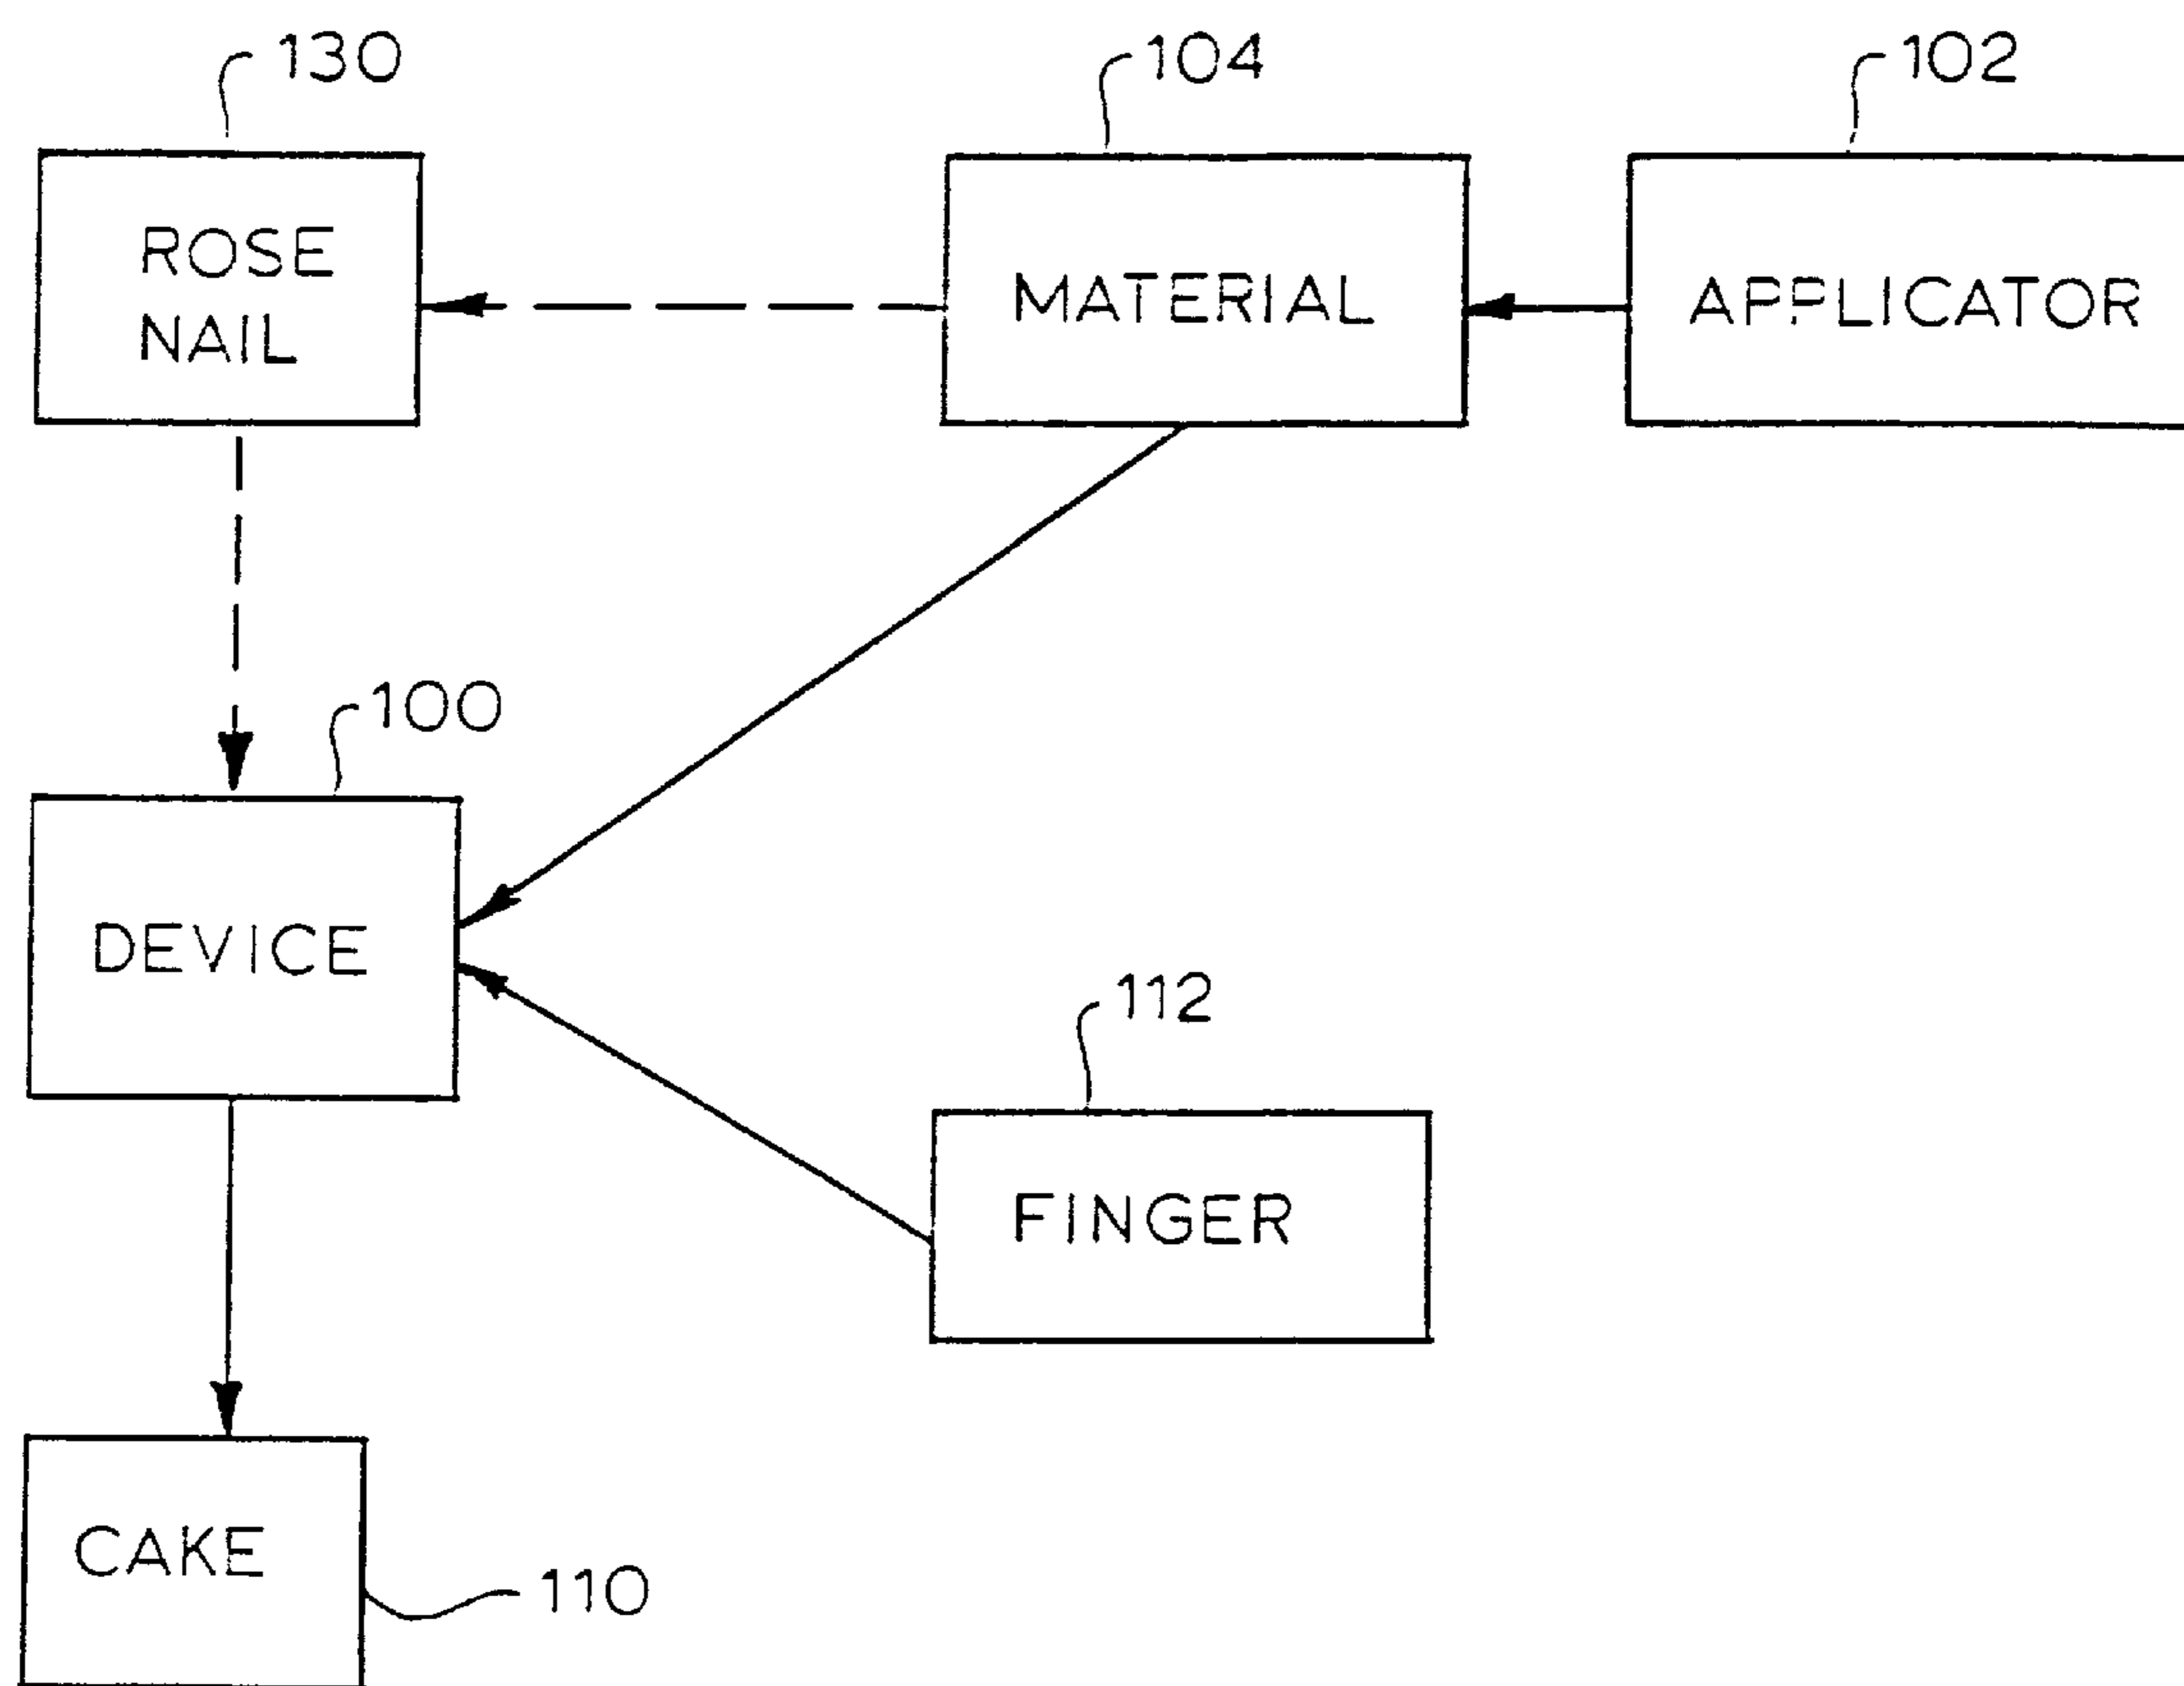 130
104
102
ROSE
NAIL
MATERIAL
APPLICATOR
100
DEVICE
112
FINGER
CAKE
110